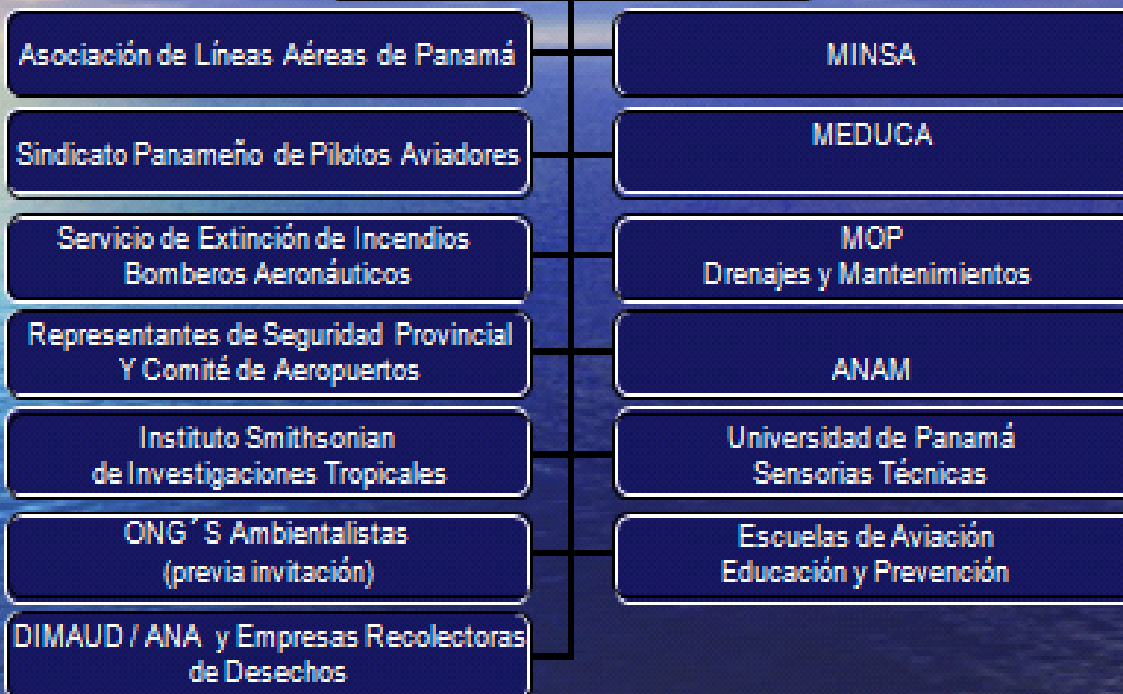 Asociación de Líneas Aéreas de Panamá
MINSA
Sindicato Panameño de Pilotos Aviadores
MEDUCA
Servicio de Extinción de Incendios
Bomberos Aeronáuticos
MOP
Drenajes y Mantenimientos
Representantes de Seguridad Provincial
Y Comité de Aeropuertos
ANAM
Instituto Smithsonian
de Investigaciones Tropicales
Universidad de Panamá
Sensorias Técnicas
ONG´S Ambientalistas
(previa invitación)
Escuelas de Aviación
Educación y Prevención
DIMAUD / ANA y Empresas Recolectoras
de Desechos